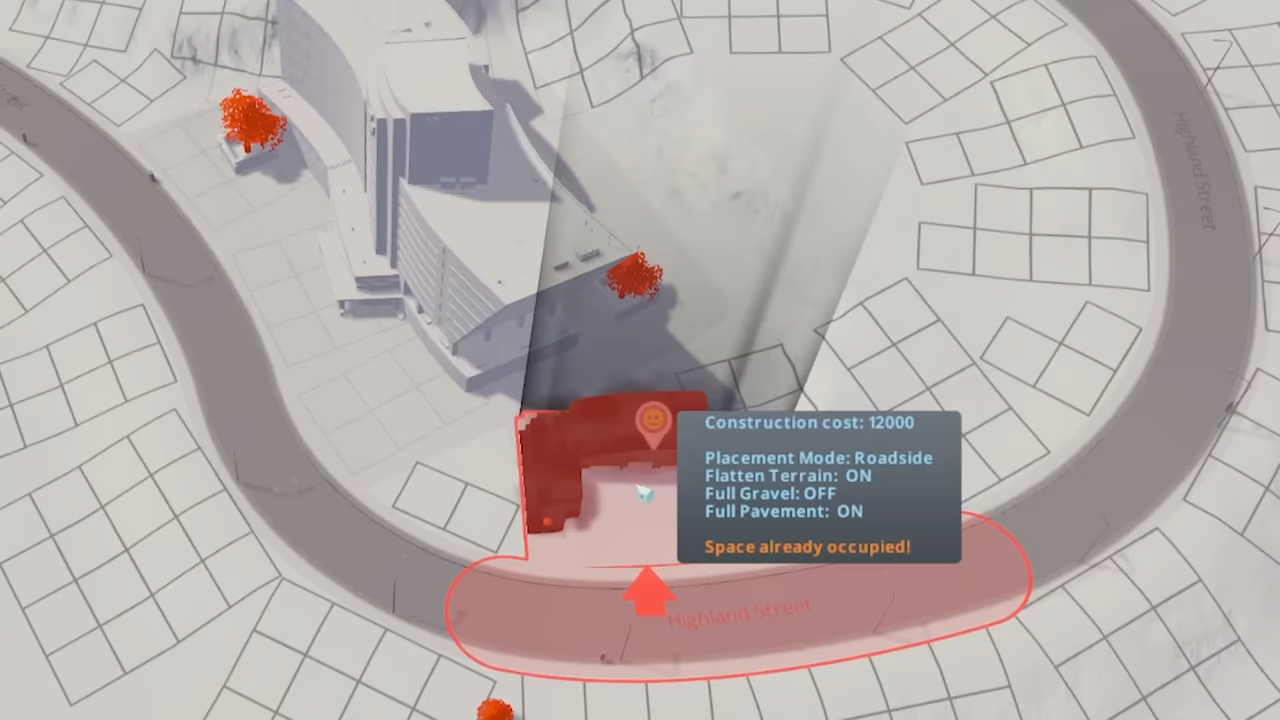 Street
Highland Street
Construction cost: 12000
Placement Mode: Roadside
Flatten Terrain: ON
Full Gravel: OFF
Full Pavement: ON
Space already occupied!
Highland Street